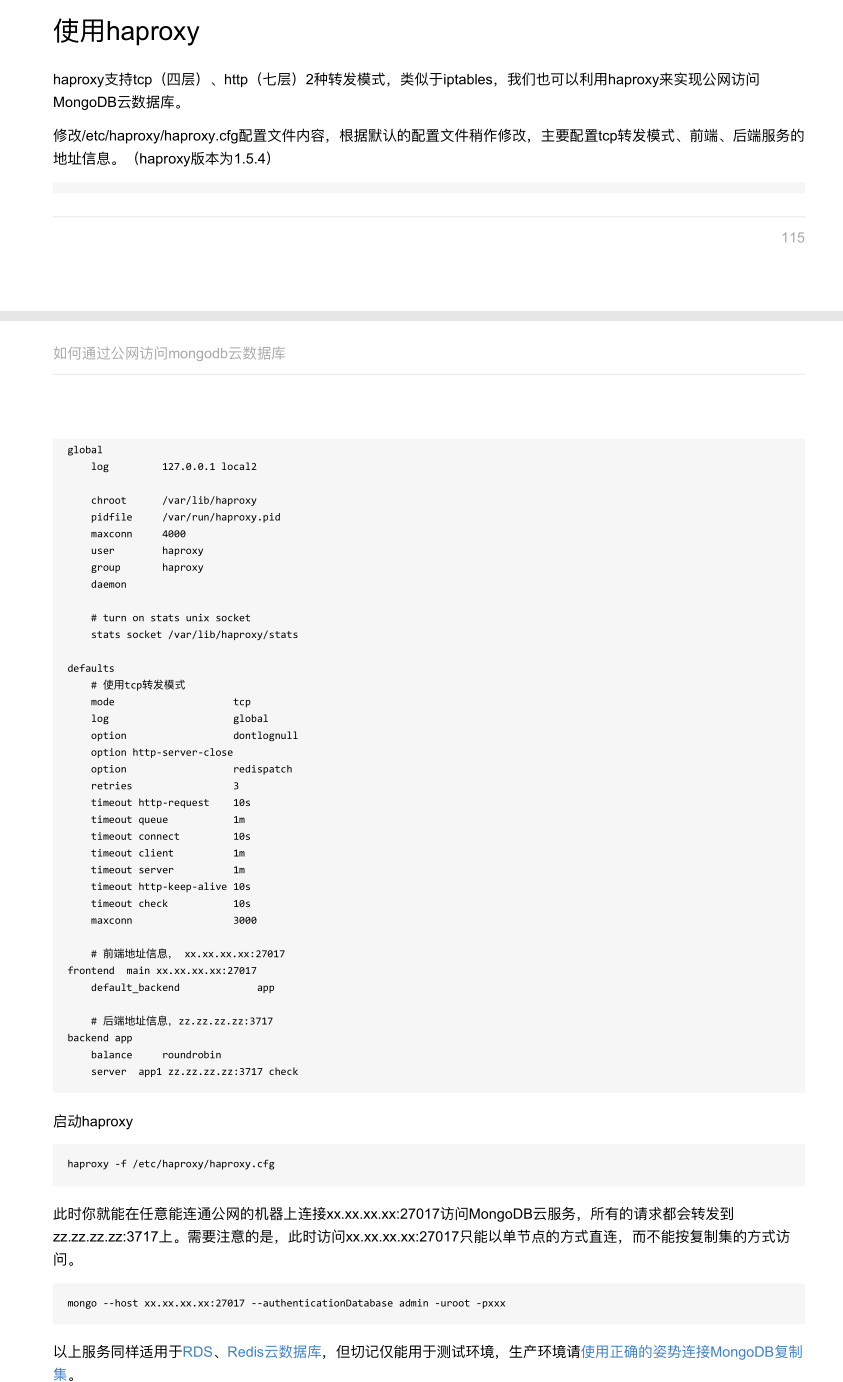 使用haproxy
haproxy支持tcp（四层）、http（七层）2种转发模式，类似于iptables，我们也可以利用haproxy来实现公网访问
MongoDB云数据库。
修改/etc/haproxy/haproxy.cfg配置文件内容，根据默认的配置文件稍作修改，主要配置tcp转发模式、前端、后端服务的
地址信息。（haproxy版本为1.5.4）
115
如何通过公网访问mongodb云数据库
global
    log         127.0.0.1 local2
    chroot      /var/lib/haproxy
    pidfile     /var/run/haproxy.pid
    maxconn     4000
    user        haproxy
    group       haproxy
    daemon
    # turn on stats unix socket
    stats socket /var/lib/haproxy/stats
defaults
    # 使用tcp转发模式
    mode                    tcp
    log                     global
    option                  dontlognull
    option http-server-close
    option                  redispatch
    retries                 3
    timeout http-request    10s
    timeout queue           1m
    timeout connect         10s
    timeout client          1m
    timeout server          1m
    timeout http-keep-alive 10s
    timeout check           10s
    maxconn                 3000
    # 前端地址信息， xx.xx.xx.xx:27017
frontend  main xx.xx.xx.xx:27017
    default_backend             app
    # 后端地址信息，zz.zz.zz.zz:3717
backend app
    balance     roundrobin
    server  app1 zz.zz.zz.zz:3717 check
启动haproxy
haproxy -f /etc/haproxy/haproxy.cfg
此时你就能在任意能连通公网的机器上连接xx.xx.xx.xx:27017访问MongoDB云服务，所有的请求都会转发到
zz.zz.zz.zz:3717上。需要注意的是，此时访问xx.xx.xx.xx:27017只能以单节点的方式直连，而不能按复制集的方式访
问。
mongo --host xx.xx.xx.xx:27017 --authenticationDatabase admin -uroot -pxxx
以上服务同样适用于RDS、Redis云数据库，但切记仅能用于测试环境，生产环境请使用正确的姿势连接MongoDB复制
集。